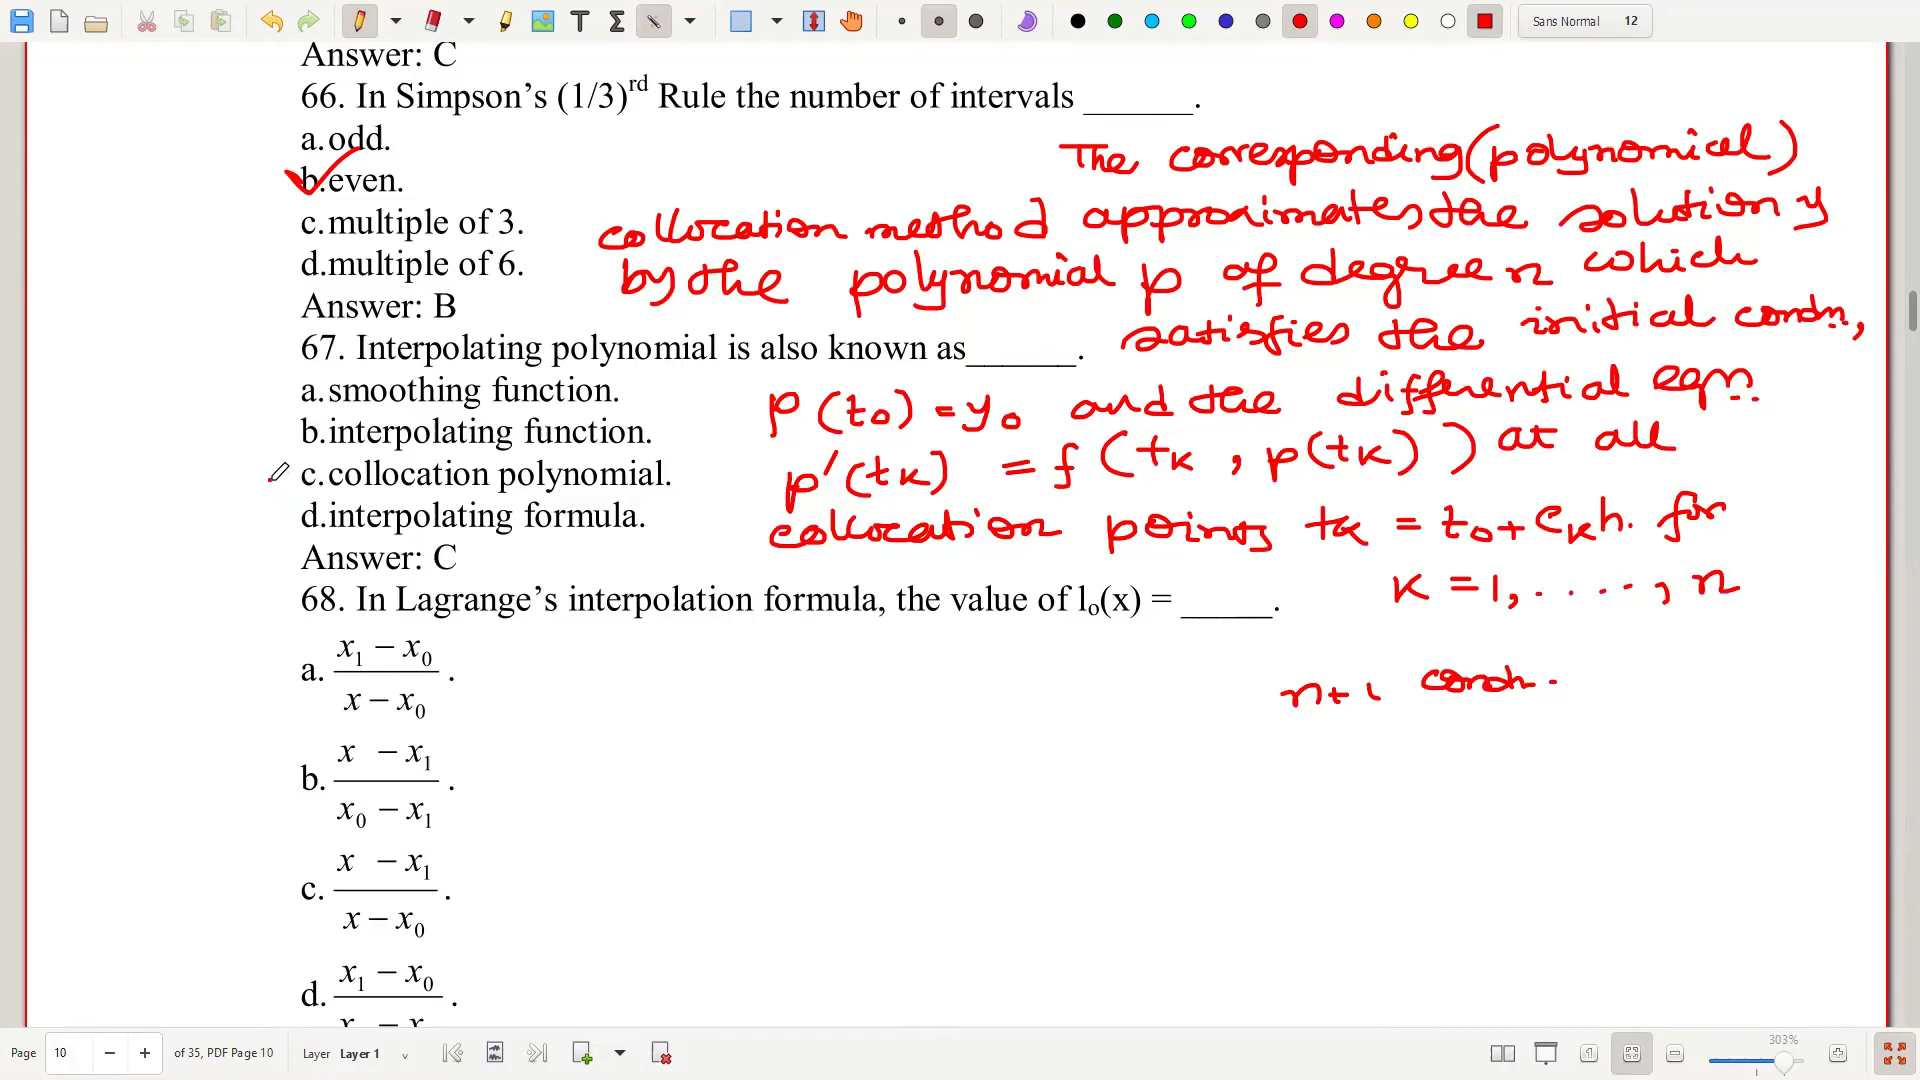 Sans Normal 12
Answer: C
66. In Simpson’s (1/3)rd Rule the number of intervals ______.
a.odd.
b.even.
c.multiple of 3.
d.multiple of 6.
Answer: B
The corresponding (polynomical)
collocation method approximates the solution y
by the polynomial p of degree n which
satisfies the initial condn.,
67. Interpolating polynomial is also known as______.
a.smoothing function.
b.interpolating function.
c.collocation polynomial.
d.interpolating formula.
Answer: C
p(t₀) = y₀ and the differential eqn.
p′(tₖ) = f(tₖ, p(tₖ)) at all
collocation points tₖ = t₀ + cₖh. for
k = 1, . . . . , n
n+1 condn.
68. In Lagrange’s interpolation formula, the value of l₀(x) = _____.
a. x₁ − x₀ / x − x₀ .
b. x − x₁ / x₀ − x₁ .
c. x − x₁ / x − x₀ .
d. x₁ − x₀ .
Page 10 of 35, PDF Page 10 Layer Layer 1 303%